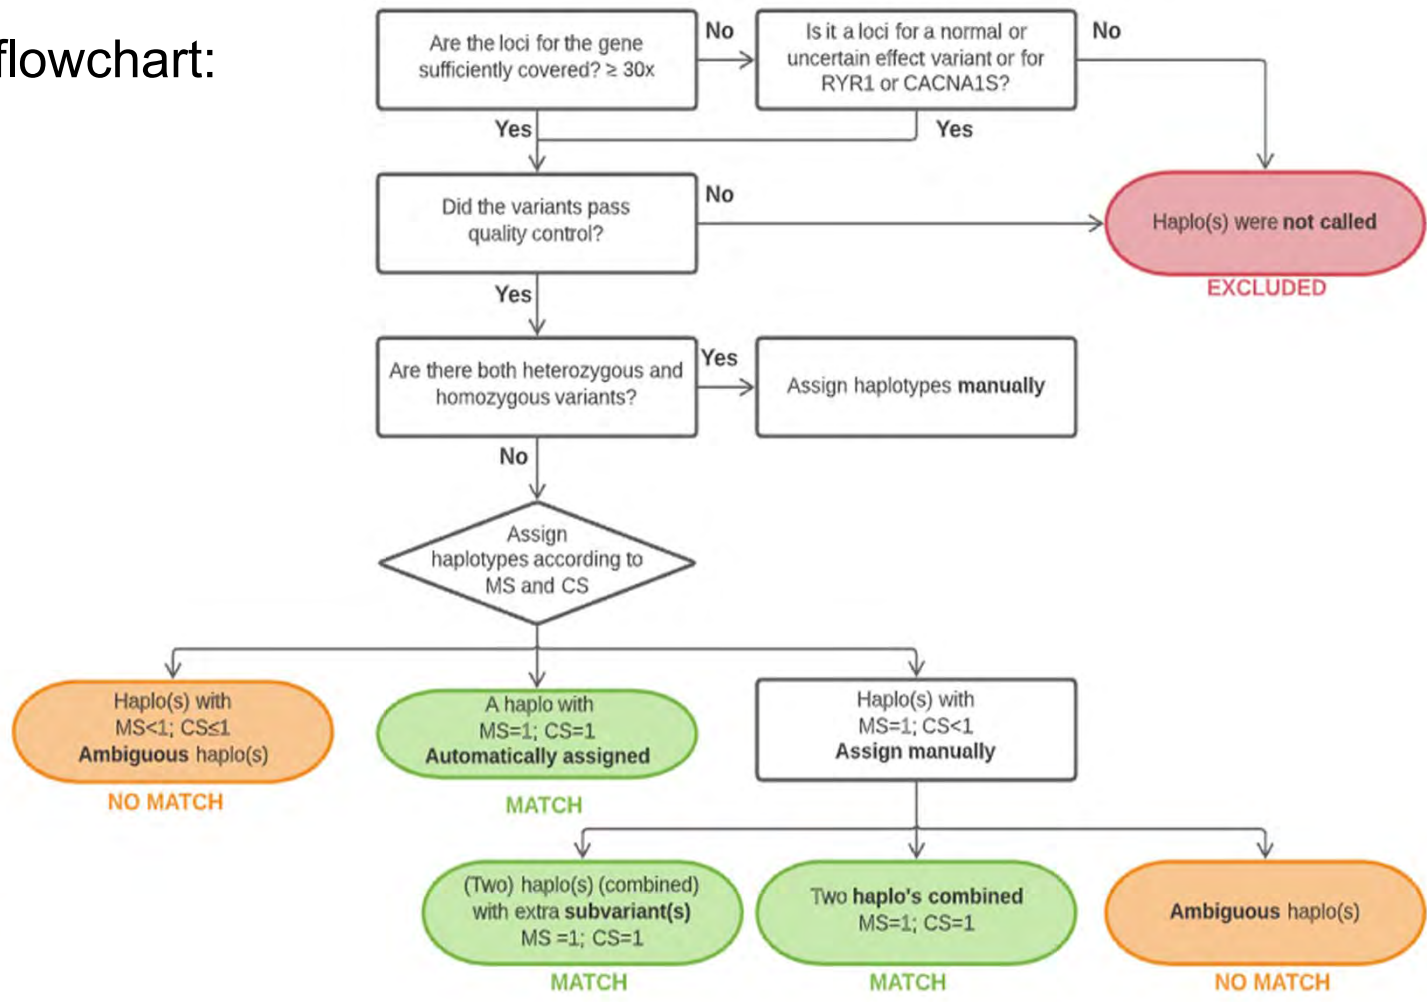 flowchart:
Are the loci for the gene
sufficiently covered? ≥ 30x
No
Is it a loci for a normal or
uncertain effect variant or for
RYR1 or CACNA1S?
No
Yes
Yes
Did the variants pass
quality control?
No
Haplo(s) were not called
EXCLUDED
Yes
Are there both heterozygous and
homozygous variants?
Yes
Assign haplotypes manually
No
Assign
haplotypes according to
MS and CS
Haplo(s) with
MS<1; CS≤1
Ambiguous haplo(s)
NO MATCH
A haplo with
MS=1; CS=1
Automatically assigned
MATCH
Haplo(s) with
MS=1; CS<1
Assign manually
(Two) haplo(s) (combined)
with extra subvariant(s)
MS =1; CS=1
MATCH
Two haplo's combined
MS=1; CS=1
MATCH
Ambiguous haplo(s)
NO MATCH